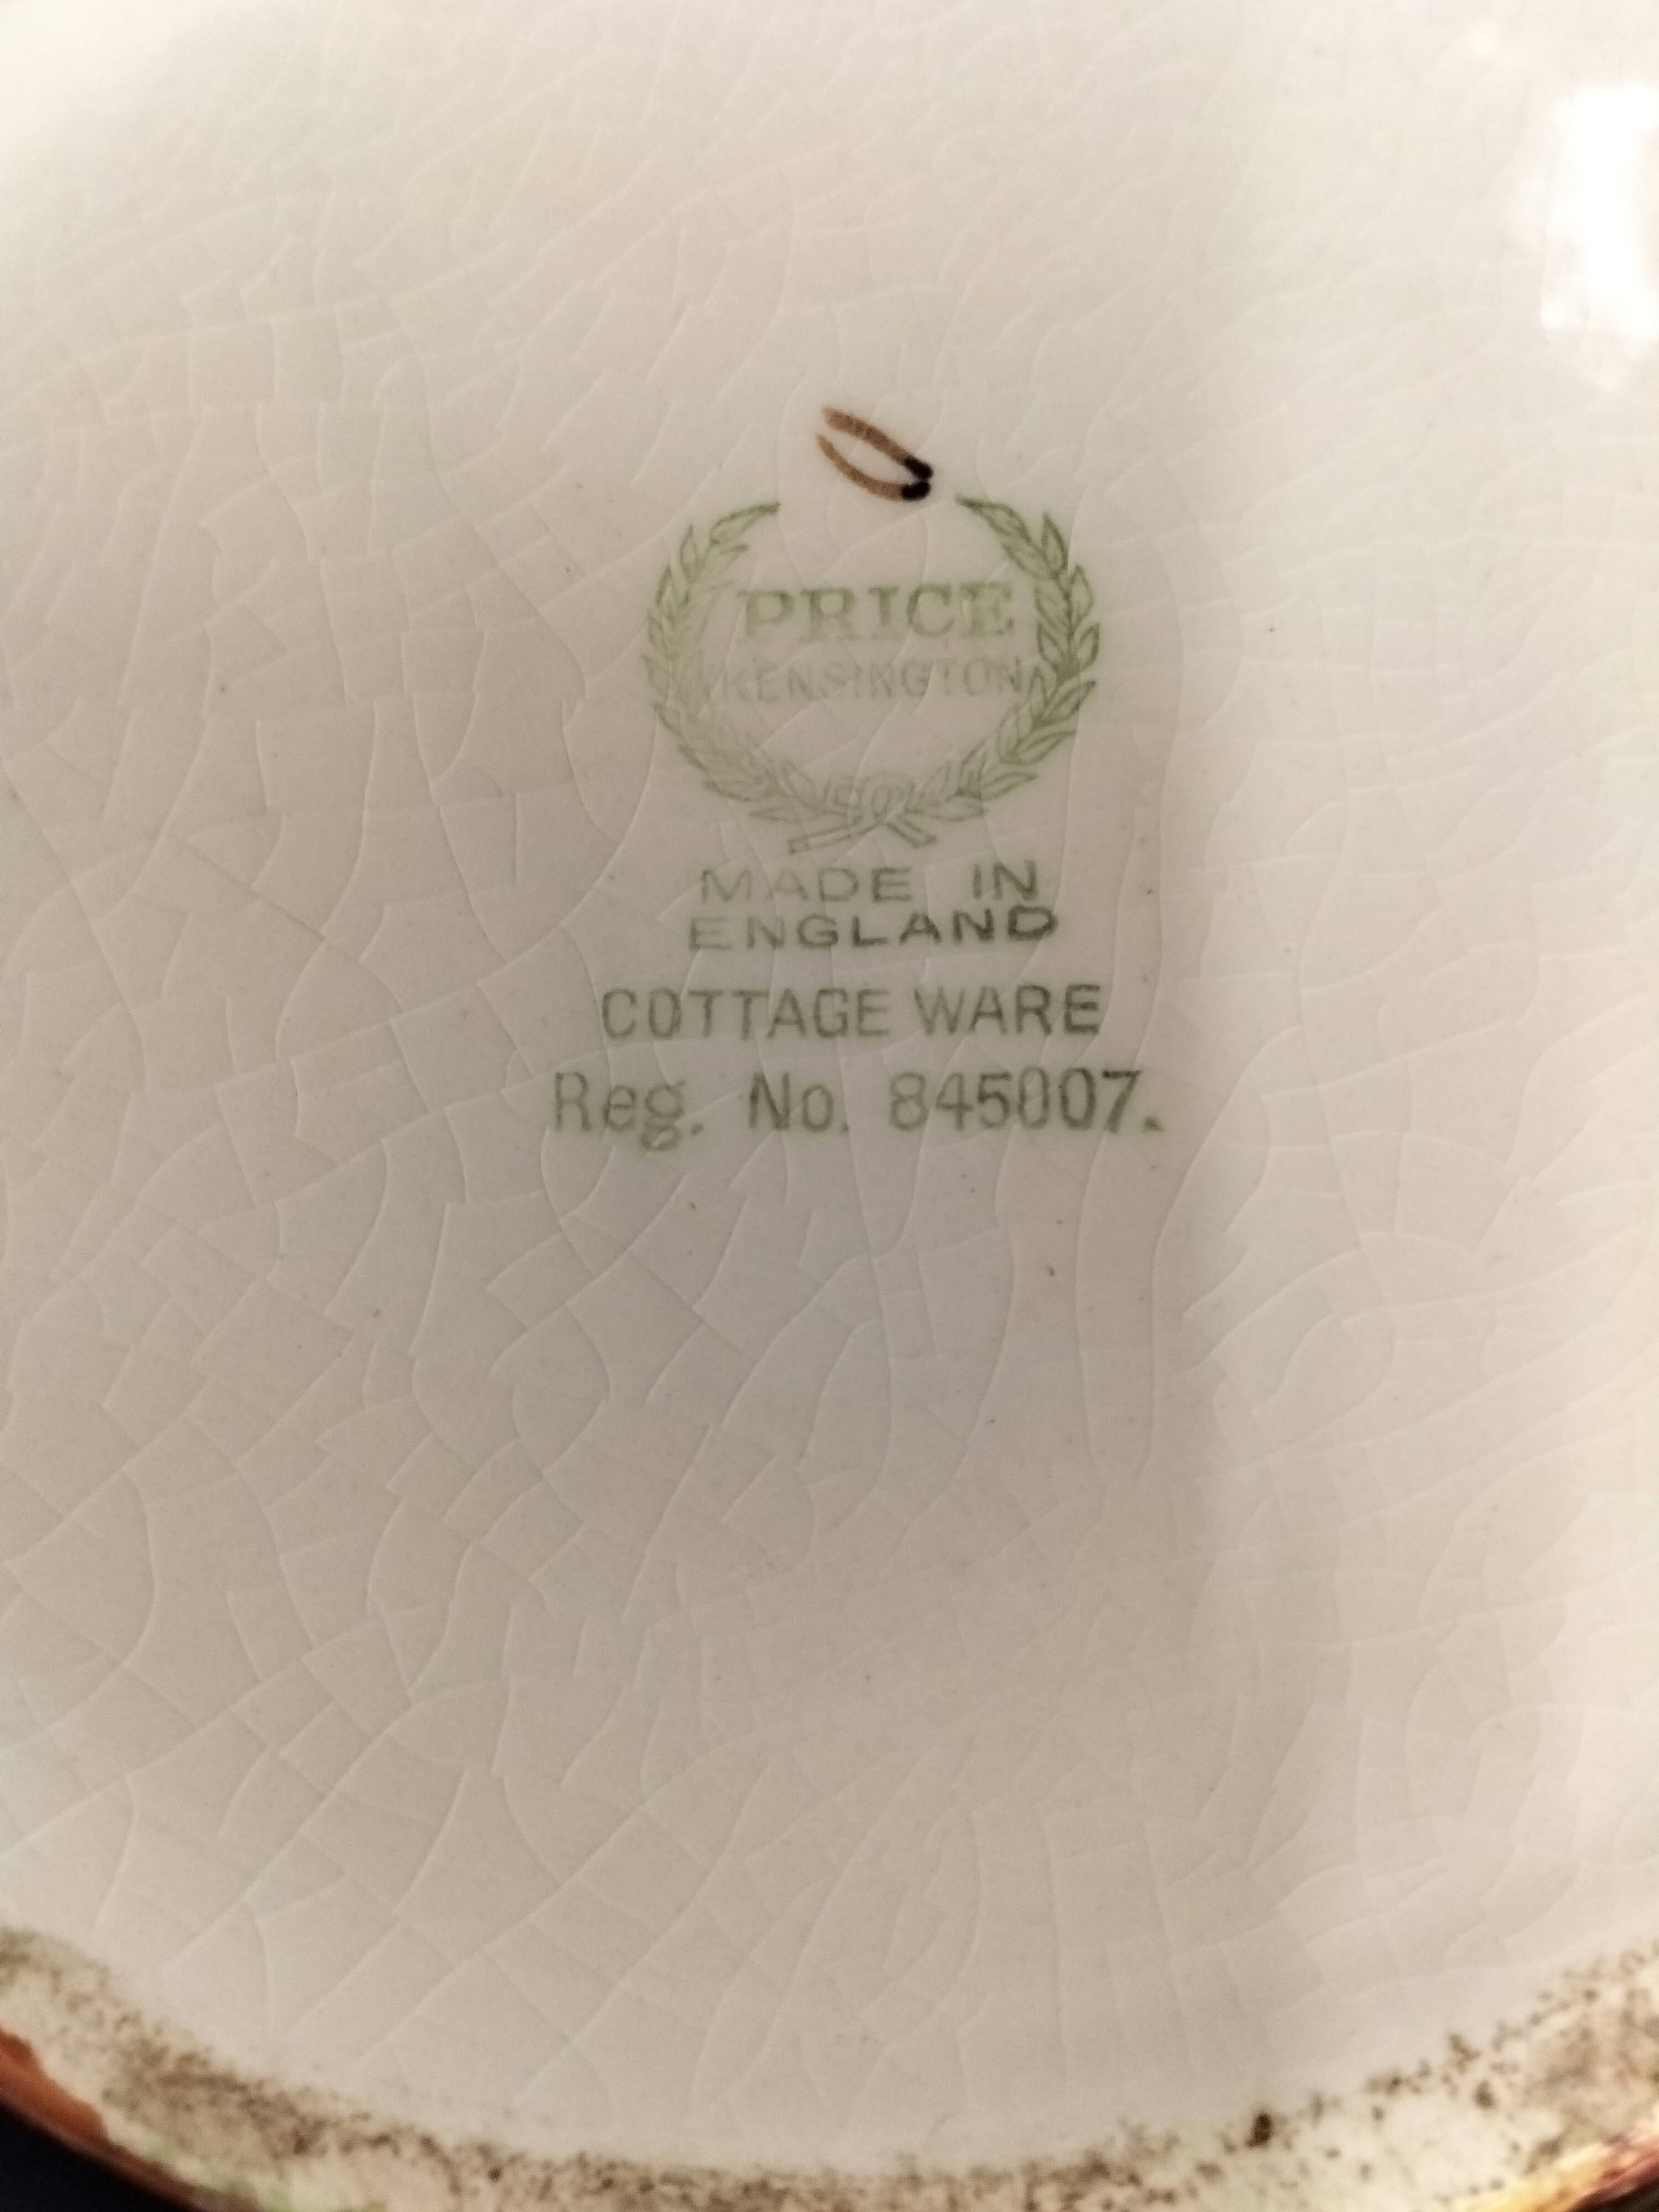 PRICE
KENSINGTON
MADE IN
ENGLAND
COTTAGE WARE
Reg. No. 845007.